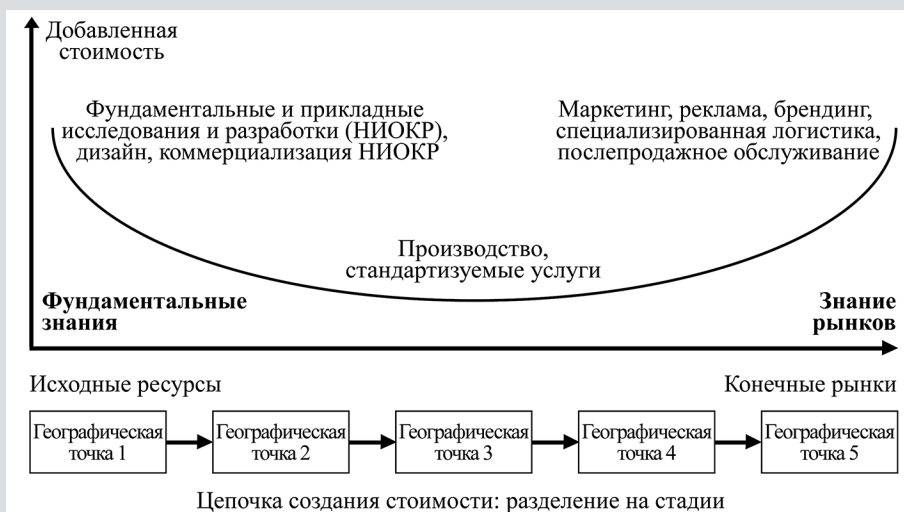 Добавленная
стоимость
Фундаментальные и прикладные
исследования и разработки (НИОКР),
дизайн, коммерциализация НИОКР
Маркетинг, реклама, брендинг,
специализированная логистика,
послепродажное обслуживание
Производство,
стандартизуемые услуги
Фундаментальные
знания
Знание
рынков
Исходные ресурсы
Конечные рынки
Географическая
точка 1
Географическая
точка 2
Географическая
точка 3
Географическая
точка 4
Географическая
точка 5
Цепочка создания стоимости: разделение на стадии